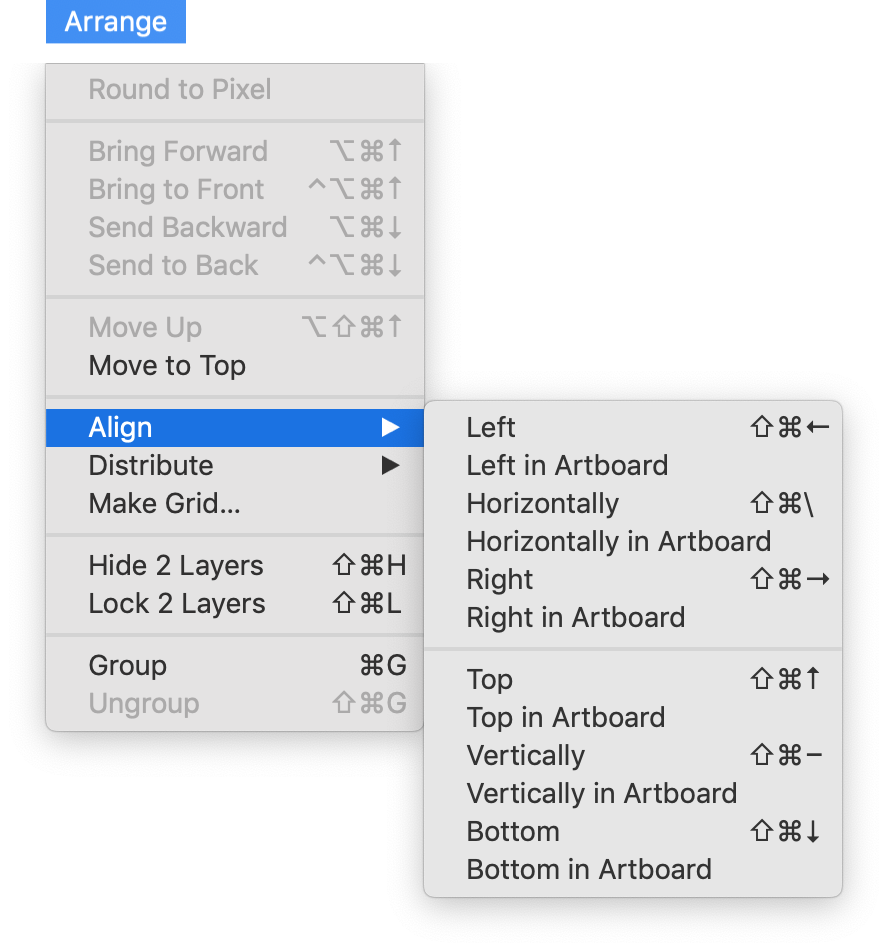 Arrange
Round to Pixel
Bring Forward ⌥⌘↑
Bring to Front ^⌥⌘↑
Send Backward ⌥⌘↓
Send to Back ^⌥⌘↓
Move Up ⌥⇧⌘↑
Move to Top
Align ▶
Distribute ▶
Make Grid...
Hide 2 Layers ⇧⌘H
Lock 2 Layers ⇧⌘L
Group ⌘G
Ungroup ⇧⌘G
Left ⇧⌘←
Left in Artboard
Horizontally ⇧⌘\
Horizontally in Artboard
Right ⇧⌘→
Right in Artboard
Top ⇧⌘↑
Top in Artboard
Vertically ⇧⌘−
Vertically in Artboard
Bottom ⇧⌘↓
Bottom in Artboard